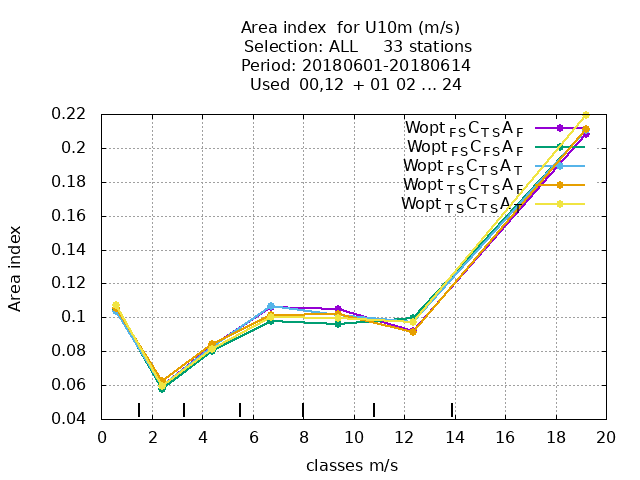 Area index for U10m (m/s)
Selection: ALL 33 stations
Period: 20180601-20180614
Used 00,12 + 01 02 ... 24
Area index
0.22
0.2
0.18
0.16
0.14
0.12
0.1
0.08
0.06
0.04
Wopt FS C TS A F
Wopt FS C FS A F
Wopt FS C TS A T
Wopt TS C TS A F
Wopt TS C TS A T
0 2 4 6 8 10 12 14 16 18 20
classes m/s